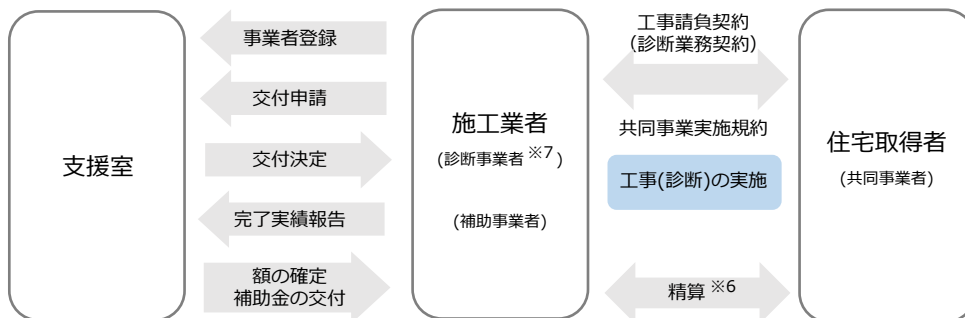 支援室
事業者登録
交付申請
交付決定
完了実績報告
額の確定
補助金の交付
施工業者
(診断事業者 ※7 )
(補助事業者)
工事請負契約
(診断業務契約)
共同事業実施規約
工事(診断)の実施
精算 ※6
住宅取得者
(共同事業者)